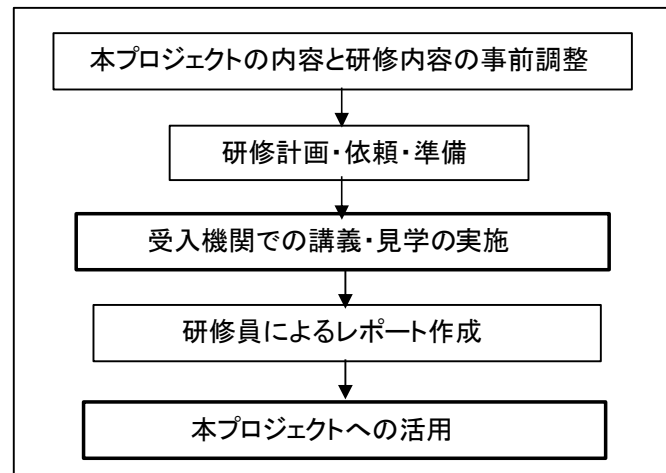 本プロジェクトの内容と研修内容の事前調整
研修計画・依頼・準備
受入機関での講義・見学の実施
研修員によるレポート作成
本プロジェクトへの活用